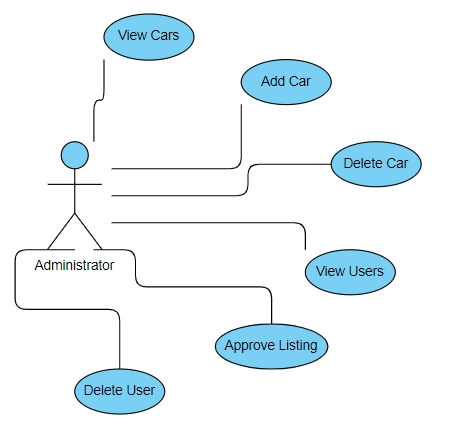 View Cars
Add Car
Delete Car
Administrator
View Users
Approve Listing
Delete User